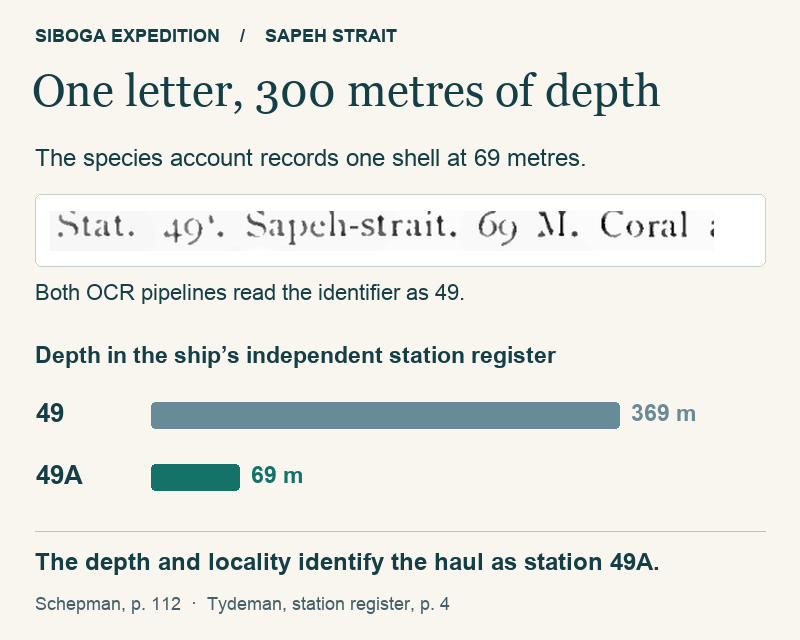 SIBOGA EXPEDITION / SAPEH STRAIT
One letter, 300 metres of depth
The species account records one shell at 69 metres.
Stat. 49'. Sapeh-strait. 69 M. Coral
Both OCR pipelines read the identifier as 49.
Depth in the ship’s independent station register
49 369 m
49A 69 m
The depth and locality identify the haul as station 49A.
Schepman, p. 112 · Tydeman, station register, p. 4